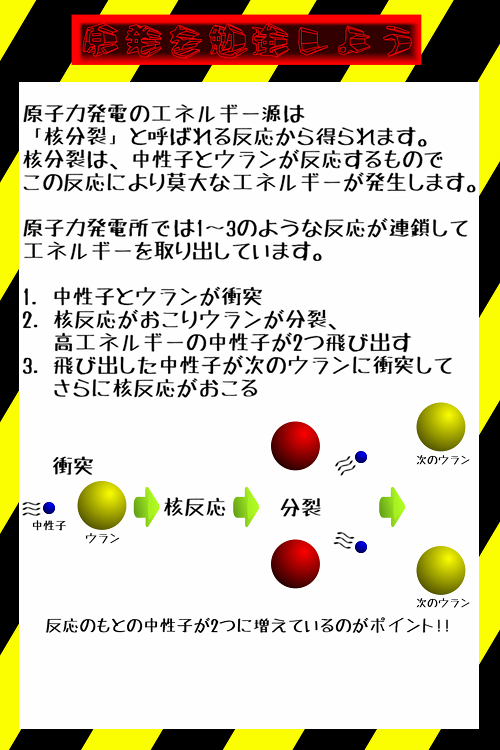 原発を勉強しよう
原子力発電のエネルギー源は
「核分裂」と呼ばれる反応から得られます。
核分裂は、中性子とウランが反応するもので
この反応により莫大なエネルギーが発生します。
原子力発電所では1〜3のような反応が連鎖して
エネルギーを取り出しています。
1. 中性子とウランが衝突
2. 核反応がおこりウランが分裂、
高エネルギーの中性子が2つ飛び出す
3. 飛び出した中性子が次のウランに衝突して
さらに核反応がおこる
衝突
中性子
ウラン
核反応
分裂
次のウラン
次のウラン
反応のもとの中性子が2つに増えているのがポイント!!